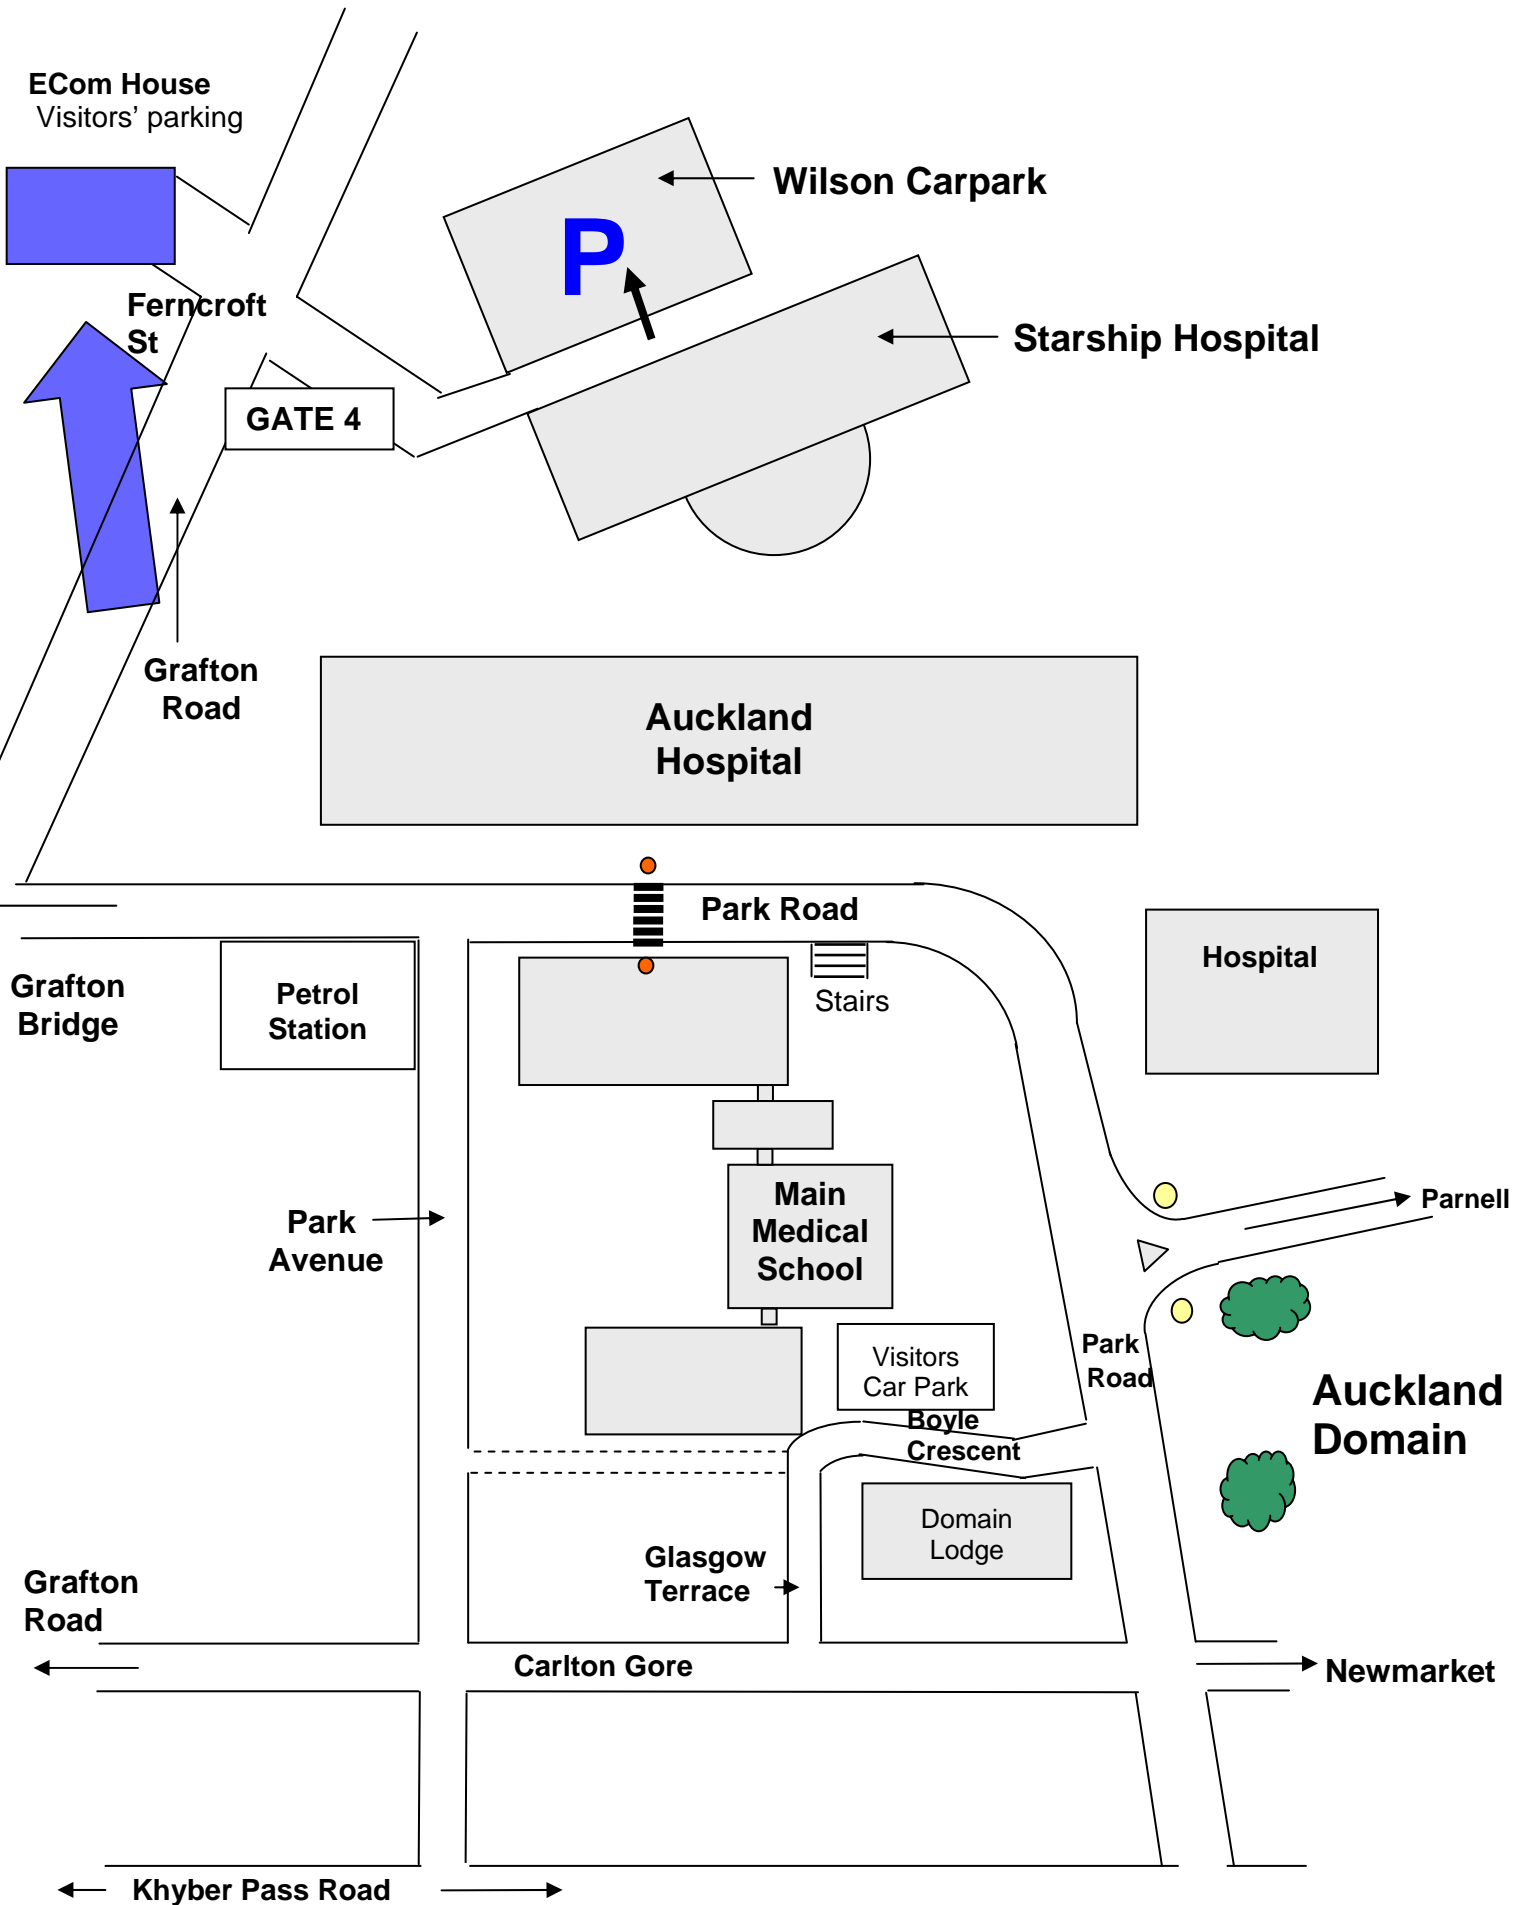 ECom House
Visitors’ parking
Wilson Carpark
P
Ferncroft
St
Starship Hospital
GATE 4
Grafton
Road
Auckland
Hospital
Park Road
Hospital
Grafton
Bridge
Petrol
Station
Stairs
Main
Medical
School
Parnell
Park
Avenue
Visitors
Car Park
Park
Road
Auckland
Domain
Boyle
Crescent
Domain
Lodge
Glasgow
Terrace
Grafton
Road
Carlton Gore
Newmarket
Khyber Pass Road